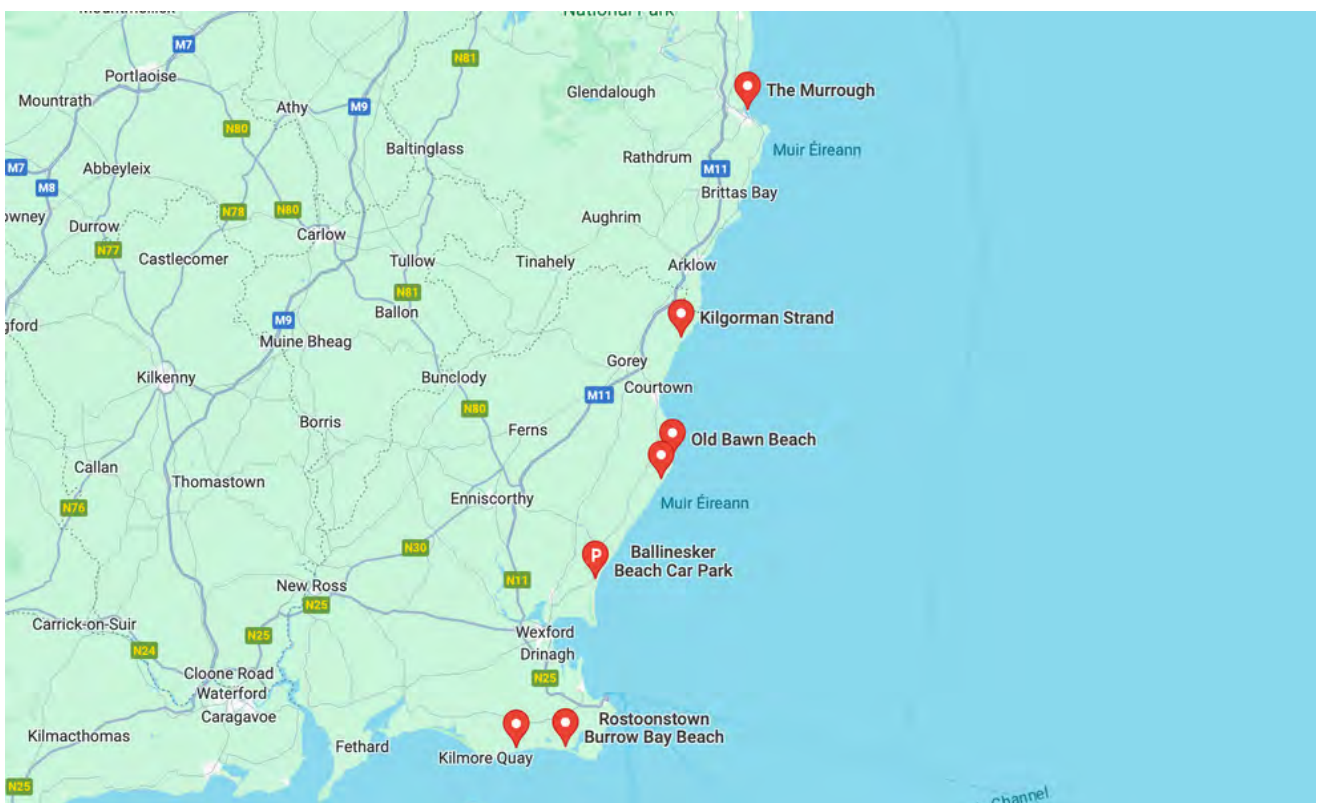 National Park
M7
N81
Portlaoise
Glendalough
The Murrough
Mountrath
Athy
M9
N80
Baltinglass
Muir Éireann
Rathdrum
M7
Abbeyleix
M11
M8
Brittas Bay
N78
N80
Aughrim
Durrow
Carlow
N77
Castlecomer
Tullow
Tinahely
Arklow
N81
Ballon
M9
Kilgorman Strand
Muine Bheag
Gorey
Kilkenny
Bunclody
Courtown
M11
N80
Borris
Ferns
Old Bawn Beach
Callan
Thomastown
Enniscorthy
Muir Éireann
N76
N30
P
Ballinesker
Beach Car Park
N11
New Ross
N25
Carrick-on-Suir
N25
Wexford
N24
Drinagh
Cloone Road
N25
Waterford
Caragavoe
Rostoonstown
Burrow Bay Beach
Kilmacthomas
Fethard
Kilmore Quay
N25
Channel